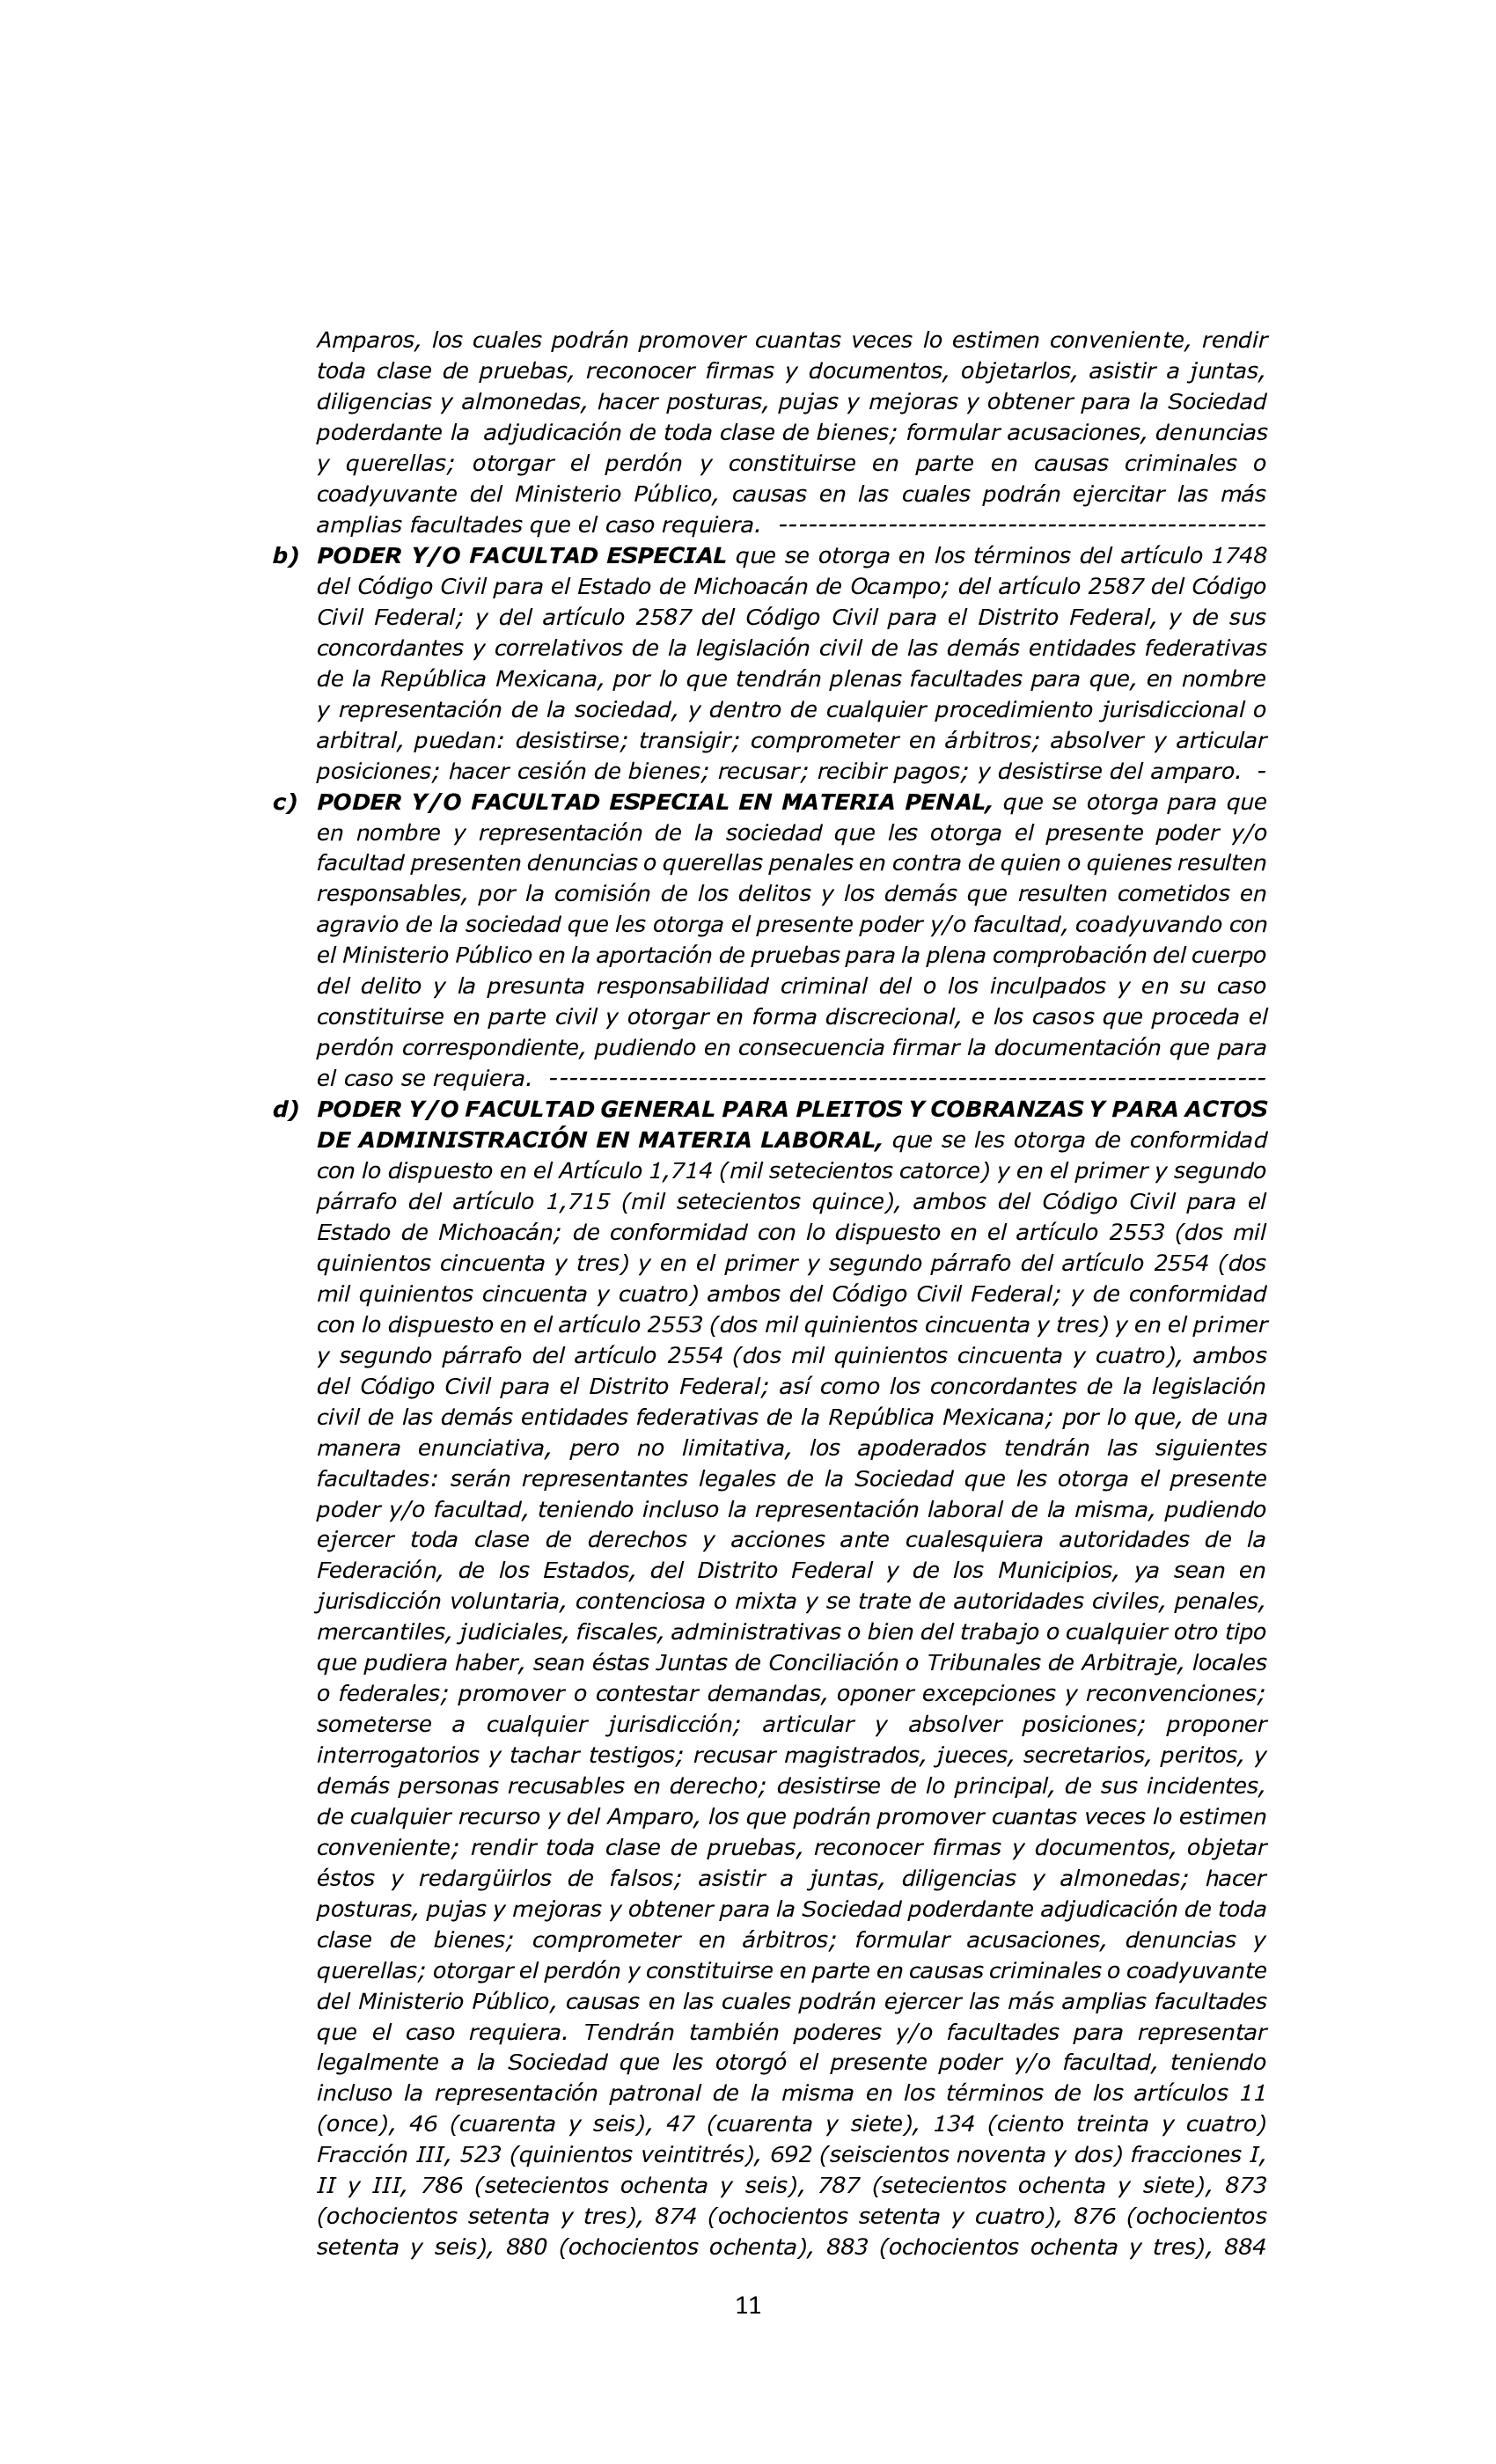 Amparos, los cuales podrán promover cuantas veces lo estimen conveniente, rendir
toda clase de pruebas, reconocer firmas y documentos, objetarlos, asistir a juntas,
diligencias y almonedas, hacer posturas, pujas y mejoras y obtener para la Sociedad
poderdante la adjudicación de toda clase de bienes; formular acusaciones, denuncias
y querellas; otorgar el perdón y constituirse en parte en causas criminales o
coadyuvante del Ministerio Público, causas en las cuales podrán ejercitar las más
amplias facultades que el caso requiera. -------------------------------------------------
b) PODER Y/O FACULTAD ESPECIAL que se otorga en los términos del artículo 1748
del Código Civil para el Estado de Michoacán de Ocampo; del artículo 2587 del Código
Civil Federal; y del artículo 2587 del Código Civil para el Distrito Federal, y de sus
concordantes y correlativos de la legislación civil de las demás entidades federativas
de la República Mexicana, por lo que tendrán plenas facultades para que, en nombre
y representación de la sociedad, y dentro de cualquier procedimiento jurisdiccional o
arbitral, puedan: desistirse; transigir; comprometer en árbitros; absolver y articular
posiciones; hacer cesión de bienes; recusar; recibir pagos; y desistirse del amparo. -
c) PODER Y/O FACULTAD ESPECIAL EN MATERIA PENAL, que se otorga para que
en nombre y representación de la sociedad que les otorga el presente poder y/o
facultad presenten denuncias o querellas penales en contra de quien o quienes resulten
responsables, por la comisión de los delitos y los demás que resulten cometidos en
agravio de la sociedad que les otorga el presente poder y/o facultad, coadyuvando con
el Ministerio Público en la aportación de pruebas para la plena comprobación del cuerpo
del delito y la presunta responsabilidad criminal del o los inculpados y en su caso
constituirse en parte civil y otorgar en forma discrecional, e los casos que proceda el
perdón correspondiente, pudiendo en consecuencia firmar la documentación que para
el caso se requiera. ------------------------------------------------------------------------
d) PODER Y/O FACULTAD GENERAL PARA PLEITOS Y COBRANZAS Y PARA ACTOS
DE ADMINISTRACIÓN EN MATERIA LABORAL, que se les otorga de conformidad
con lo dispuesto en el Artículo 1,714 (mil setecientos catorce) y en el primer y segundo
párrafo del artículo 1,715 (mil setecientos quince), ambos del Código Civil para el
Estado de Michoacán; de conformidad con lo dispuesto en el artículo 2553 (dos mil
quinientos cincuenta y tres) y en el primer y segundo párrafo del artículo 2554 (dos
mil quinientos cincuenta y cuatro) ambos del Código Civil Federal; y de conformidad
con lo dispuesto en el artículo 2553 (dos mil quinientos cincuenta y tres) y en el primer
y segundo párrafo del artículo 2554 (dos mil quinientos cincuenta y cuatro), ambos
del Código Civil para el Distrito Federal; así como los concordantes de la legislación
civil de las demás entidades federativas de la República Mexicana; por lo que, de una
manera enunciativa, pero no limitativa, los apoderados tendrán las siguientes
facultades: serán representantes legales de la Sociedad que les otorga el presente
poder y/o facultad, teniendo incluso la representación laboral de la misma, pudiendo
ejercer toda clase de derechos y acciones ante cualesquiera autoridades de la
Federación, de los Estados, del Distrito Federal y de los Municipios, ya sean en
jurisdicción voluntaria, contenciosa o mixta y se trate de autoridades civiles, penales,
mercantiles, judiciales, fiscales, administrativas o bien del trabajo o cualquier otro tipo
que pudiera haber, sean éstas Juntas de Conciliación o Tribunales de Arbitraje, locales
o federales; promover o contestar demandas, oponer excepciones y reconvenciones;
someterse a cualquier jurisdicción; articular y absolver posiciones; proponer
interrogatorios y tachar testigos; recusar magistrados, jueces, secretarios, peritos, y
demás personas recusables en derecho; desistirse de lo principal, de sus incidentes,
de cualquier recurso y del Amparo, los que podrán promover cuantas veces lo estimen
conveniente; rendir toda clase de pruebas, reconocer firmas y documentos, objetar
éstos y redargüirlos de falsos; asistir a juntas, diligencias y almonedas; hacer
posturas, pujas y mejoras y obtener para la Sociedad poderdante adjudicación de toda
clase de bienes; comprometer en árbitros; formular acusaciones, denuncias y
querellas; otorgar el perdón y constituirse en parte en causas criminales o coadyuvante
del Ministerio Público, causas en las cuales podrán ejercer las más amplias facultades
que el caso requiera. Tendrán también poderes y/o facultades para representar
legalmente a la Sociedad que les otorgó el presente poder y/o facultad, teniendo
incluso la representación patronal de la misma en los términos de los artículos 11
(once), 46 (cuarenta y seis), 47 (cuarenta y siete), 134 (ciento treinta y cuatro)
Fracción III, 523 (quinientos veintitrés), 692 (seiscientos noventa y dos) fracciones I,
II y III, 786 (setecientos ochenta y seis), 787 (setecientos ochenta y siete), 873
(ochocientos setenta y tres), 874 (ochocientos setenta y cuatro), 876 (ochocientos
setenta y seis), 880 (ochocientos ochenta), 883 (ochocientos ochenta y tres), 884
11